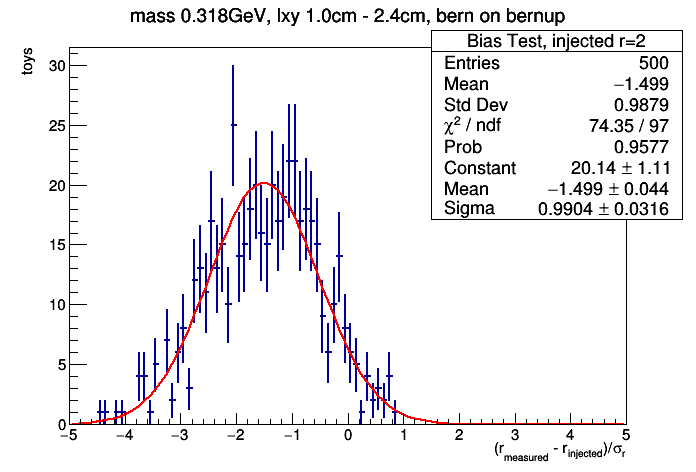 mass 0.318GeV, lxy 1.0cm - 2.4cm, bern on bernup
Bias Test, injected r=2
Entries 500
Mean −1.499
Std Dev 0.9879
χ² / ndf 74.35 / 97
Prob 0.9577
Constant 20.14 ± 1.11
Mean −1.499 ± 0.044
Sigma 0.9904 ± 0.0316
toys
30
25
20
15
10
5
0
−5 −4 −3 −2 −1 0 1 2 3 4 5
(r_measured - r_injected)/σ_r